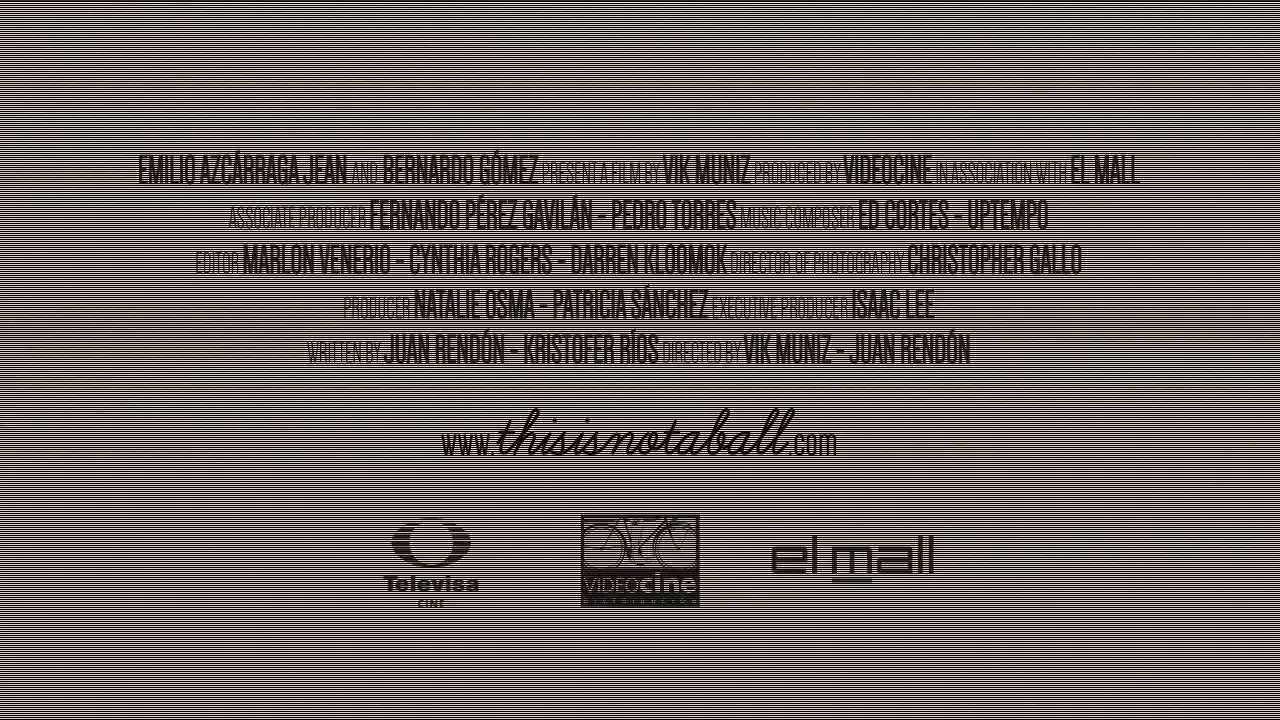 EMILIO AZCÁRRAGA JEAN AND BERNARDO GÓMEZ PRESENT A FILM BY VIK MUNIZ PRODUCED BY VIDEOCINE IN ASSOCIATION WITH EL MALL
ASSOCIATE PRODUCER FERNANDO PÉREZ GAVILÁN - PEDRO TORRES MUSIC COMPOSER ED CORTES - UPTEMPO
EDITOR MARLON VENERIO - CYNTHIA ROGERS - DARREN KLOOMOK DIRECTOR OF PHOTOGRAPHY CHRISTOPHER GALLO
PRODUCER NATALIE OSMA - PATRICIA SÁNCHEZ EXECUTIVE PRODUCER ISAAC LEE
WRITTEN BY JUAN RENDÓN - KRISTOFER RÍOS DIRECTED BY VIK MUNIZ - JUAN RENDÓN
www.thisisnotaball.com
Televisa
CINE
VIDEOcine
el mall